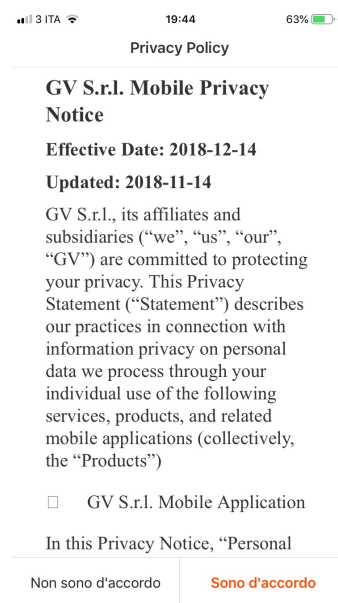 3 ITA
19:44
63%
Privacy Policy
GV S.r.l. Mobile Privacy
Notice
Effective Date: 2018-12-14
Updated: 2018-11-14
GV S.r.l., its affiliates and
subsidiaries (“we”, “us”, “our”,
“GV”) are committed to protecting
your privacy. This Privacy
Statement (“Statement”) describes
our practices in connection with
information privacy on personal
data we process through your
individual use of the following
services, products, and related
mobile applications (collectively,
the “Products”)
GV S.r.l. Mobile Application
In this Privacy Notice, “Personal
Non sono d'accordo
Sono d'accordo